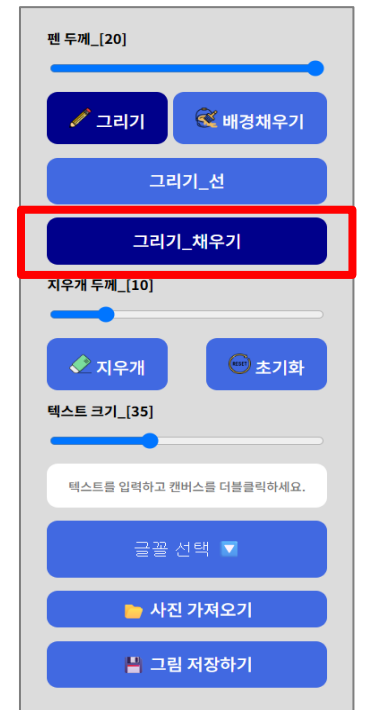 펜 두께_[20]
그리기 배경채우기
그리기_선
그리기_채우기
지우개 두께_[10]
지우개 RESET 초기화
텍스트 크기_[35]
텍스트를 입력하고 캔버스를 더블클릭하세요.
글꼴 선택
사진 가져오기
그림 저장하기